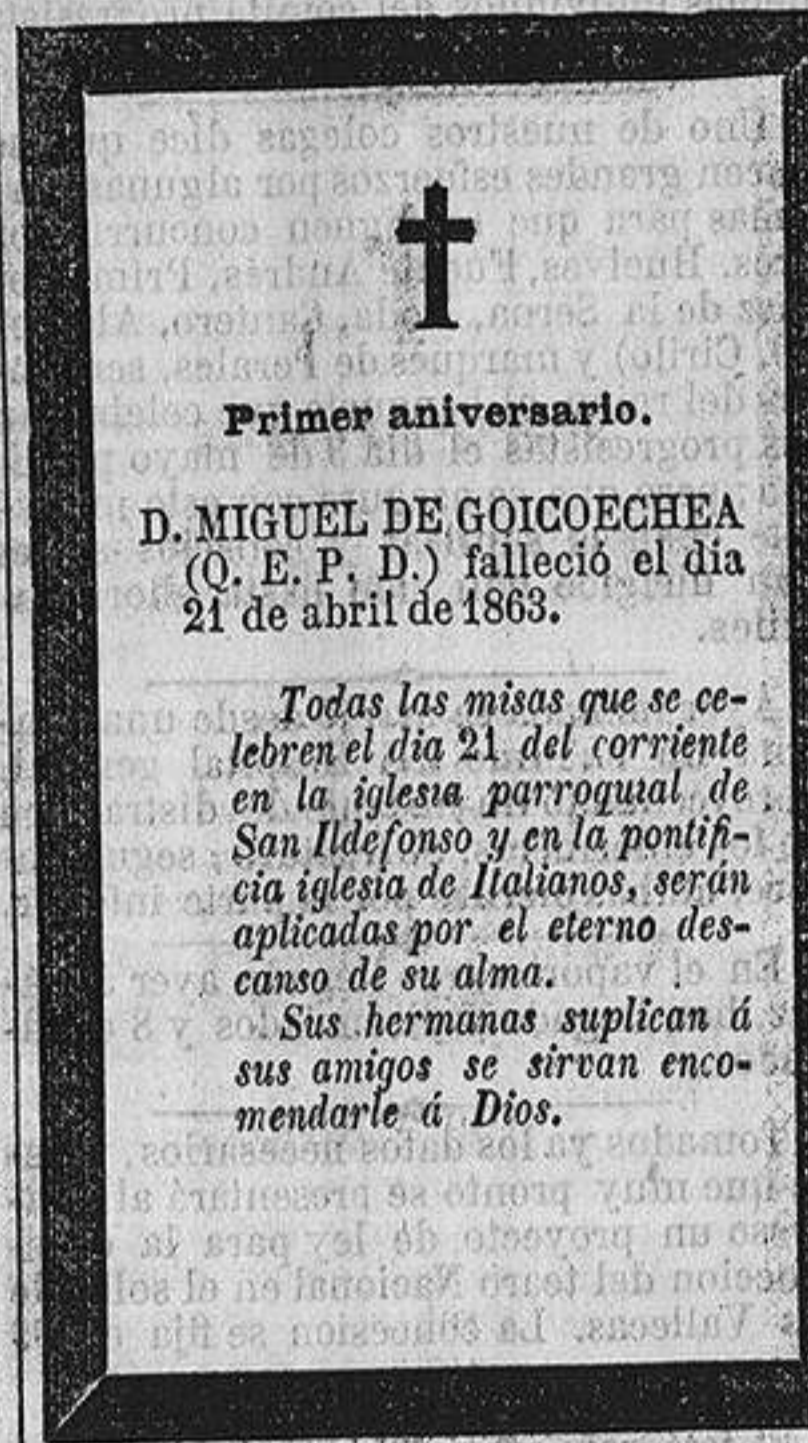 Primer aniversario.
D. MIGUEL DE GOICOECHEA
(Q. E. P. D.) falleció el dia
21 de abril de 1863.
Todas las misas que se ce-
lebren el dia 21 del corriente
en la iglesia parroquial de
San Ildefonso y en la pontifi-
cia iglesia de Italianos, serán
aplicadas por el eterno des-
canso de su alma.
Sus hermanas suplican á
sus amigos se sirvan enco-
mendarle á Dios.